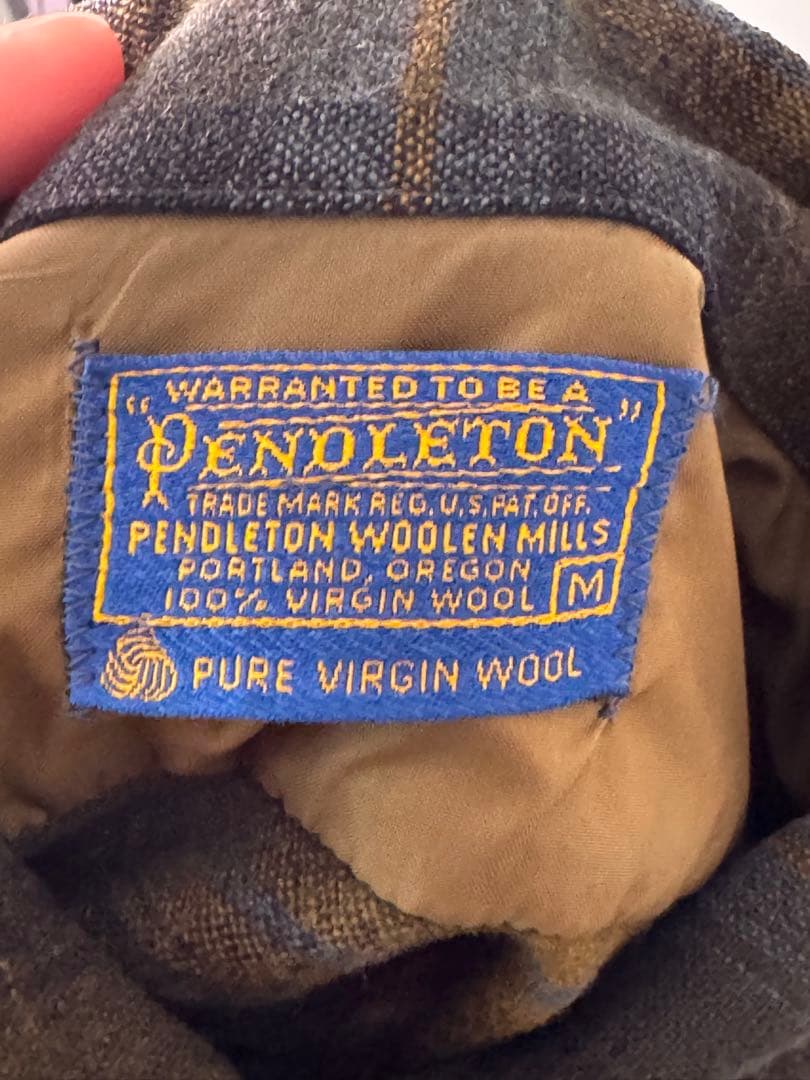 WARRANTED TO BE A
"PENDLETON"
TRADE MARK REG. U.S. PAT. OFF.
PENDLETON WOOLEN MILLS
PORTLAND, OREGON
100% VIRGIN WOOL M
PURE VIRGIN WOOL